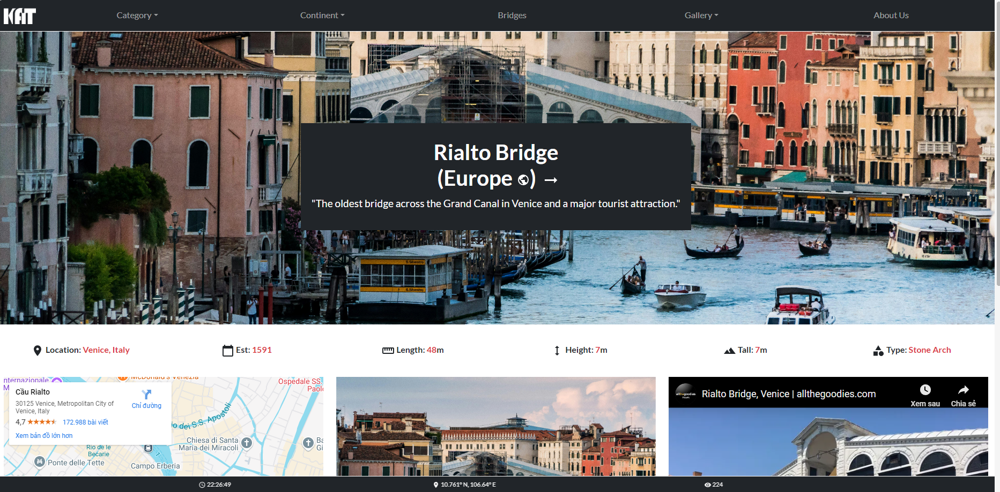 KAT
Category
Continent
Bridges
Gallery
About Us
Rialto Bridge
(Europe ) →
"The oldest bridge across the Grand Canal in Venice and a major tourist attraction."
S.Silvestro
S.Silvestro
Location: Venice, Italy
Est: 1591
Length: 48m
Height: 7m
Tall: 7m
Type: Stone Arch
nternazionale
M
McDonald's Venezia
Ospedale SS.
Paolo
Cầu Rialto
30125 Venice, Metropolitan City of
Venice, Italy
Chỉ đường
4,7
172.988 bài viết
Xem bản đồ lớn hơn
io dei S.S. Apostoli
Chiesa di Santa
Maria dei Miracoli
Ba
Gi
Rio de le
Becarie
Ponte delle Tette
Campo Erberia
allthegoodies
TRAVEL
Rialto Bridge, Venice | allthegoodies.com
Xem sau
Chia sẻ
22:26:49
10.761° N, 106.64° E
224